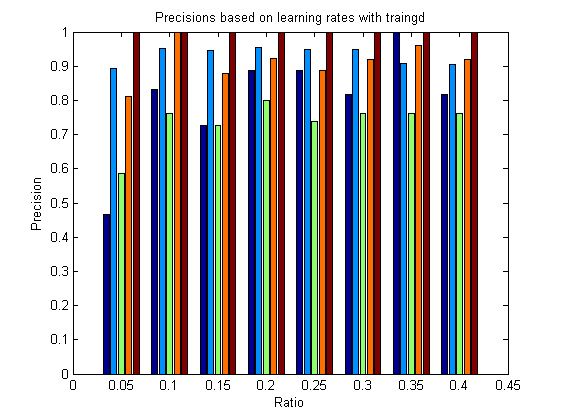 Precisions based on learning rates with traingd
1
0.9
0.8
0.7
0.6
0.5
0.4
0.3
0.2
0.1
0
Precision
0 0.05 0.1 0.15 0.2 0.25 0.3 0.35 0.4 0.45
Ratio